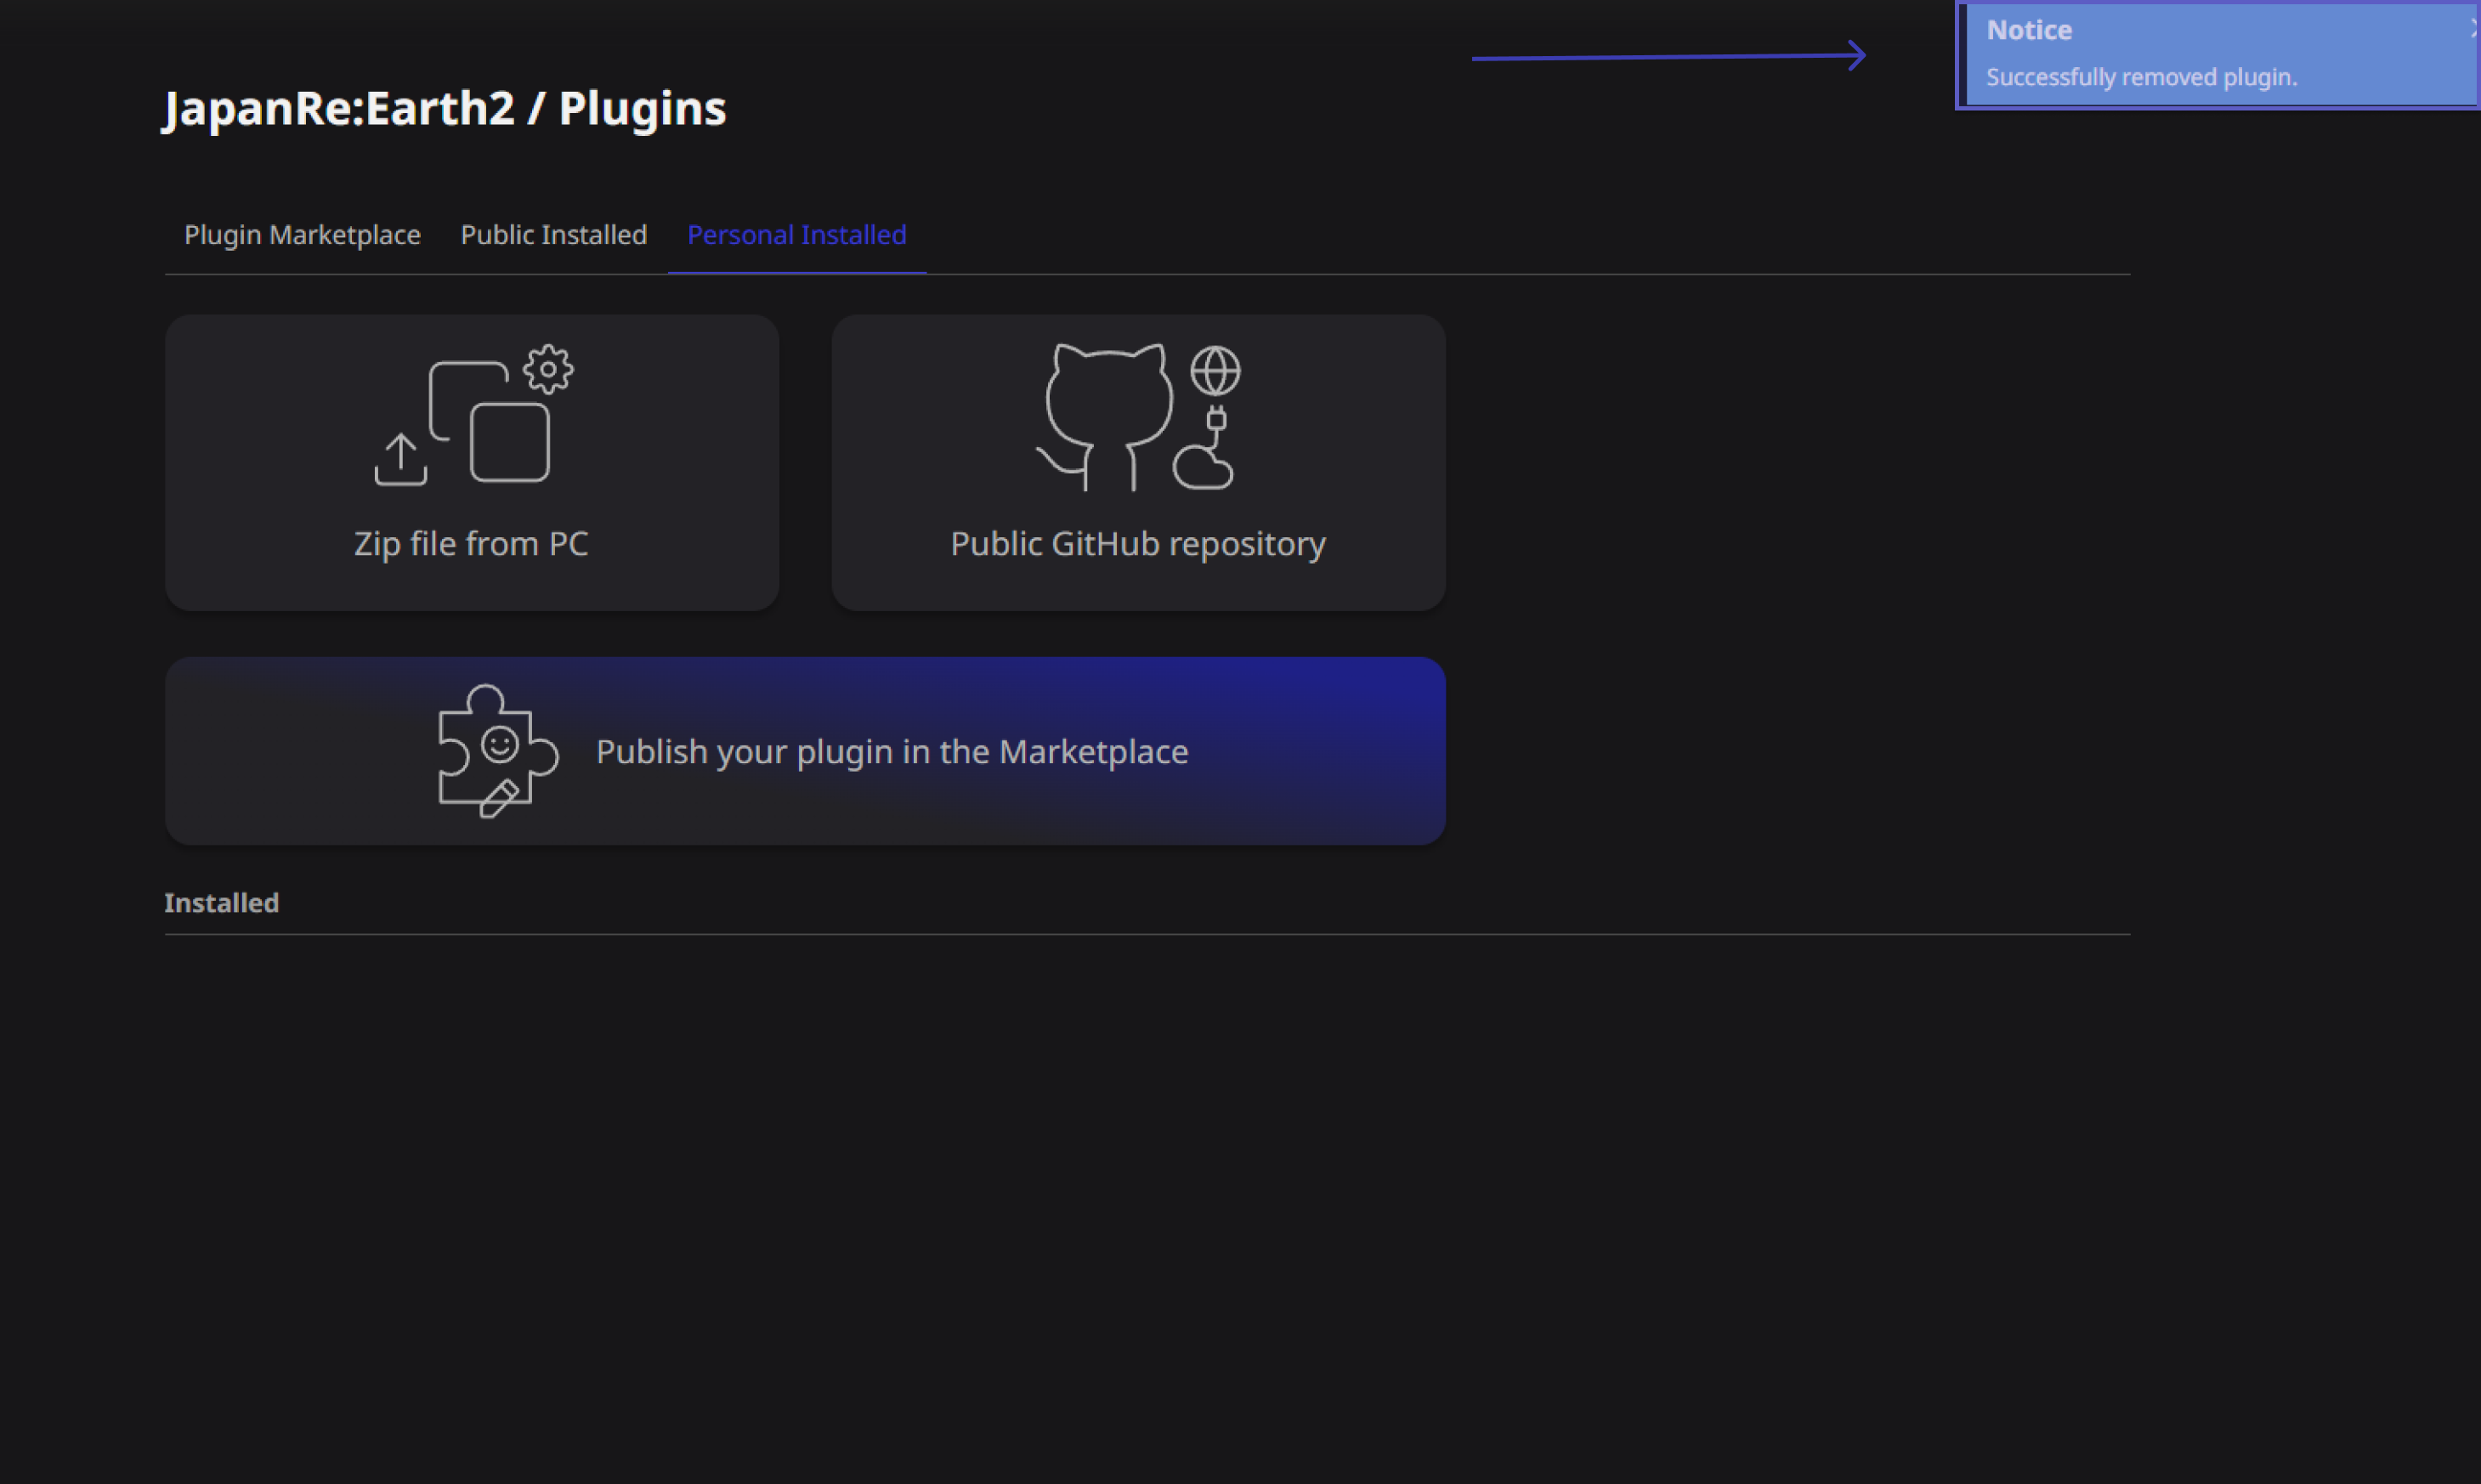 Notice
Successfully removed plugin.
JapanRe:Earth2 / Plugins
Plugin Marketplace Public Installed Personal Installed
Zip file from PC
Public GitHub repository
Publish your plugin in the Marketplace
Installed